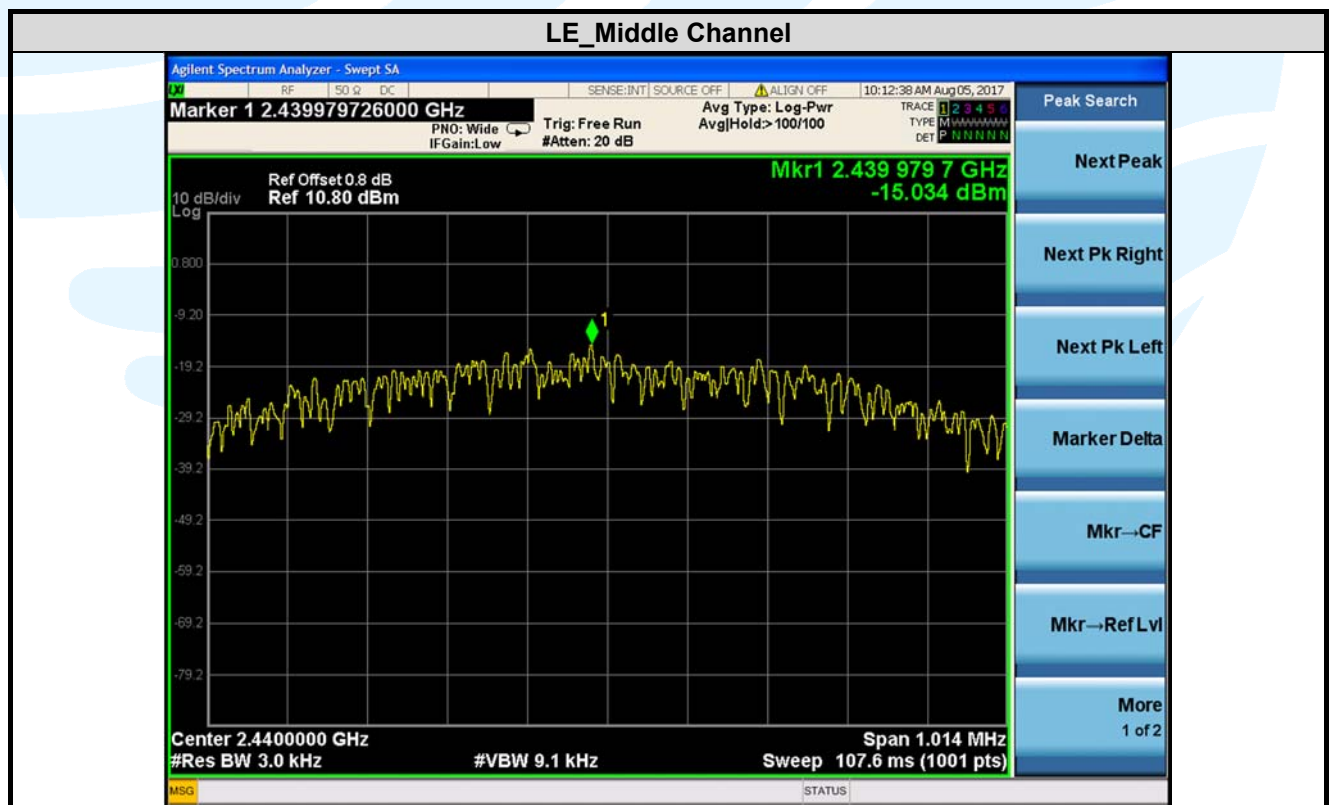 LE_Middle Channel
Agilent Spectrum Analyzer - Swept SA
LXI RF 50 Ω DC SENSE:INT SOURCE OFF ALIGN OFF 10:12:38 AM Aug 05, 2017
Marker 1 2.439979726000 GHz
PNO: Wide
IFGain:Low
Trig: Free Run
#Atten: 20 dB
Avg Type: Log-Pwr
Avg|Hold:>100/100
TRACE 1 2 3 4 5 6
TYPE M WWWWW
DET P N N N N N
Peak Search
Next Peak
Next Pk Right
Next Pk Left
Marker Delta
Mkr→CF
Mkr→RefLvl
More
1 of 2
Mkr1 2.439 979 7 GHz
-15.034 dBm
Ref Offset 0.8 dB
10 dB/div Ref 10.80 dBm
Log
0.800
-9.20
-19.2
-29.2
-39.2
-49.2
-59.2
-69.2
-79.2
1
Center 2.4400000 GHz Span 1.014 MHz
#Res BW 3.0 kHz #VBW 9.1 kHz Sweep 107.6 ms (1001 pts)
MSG STATUS